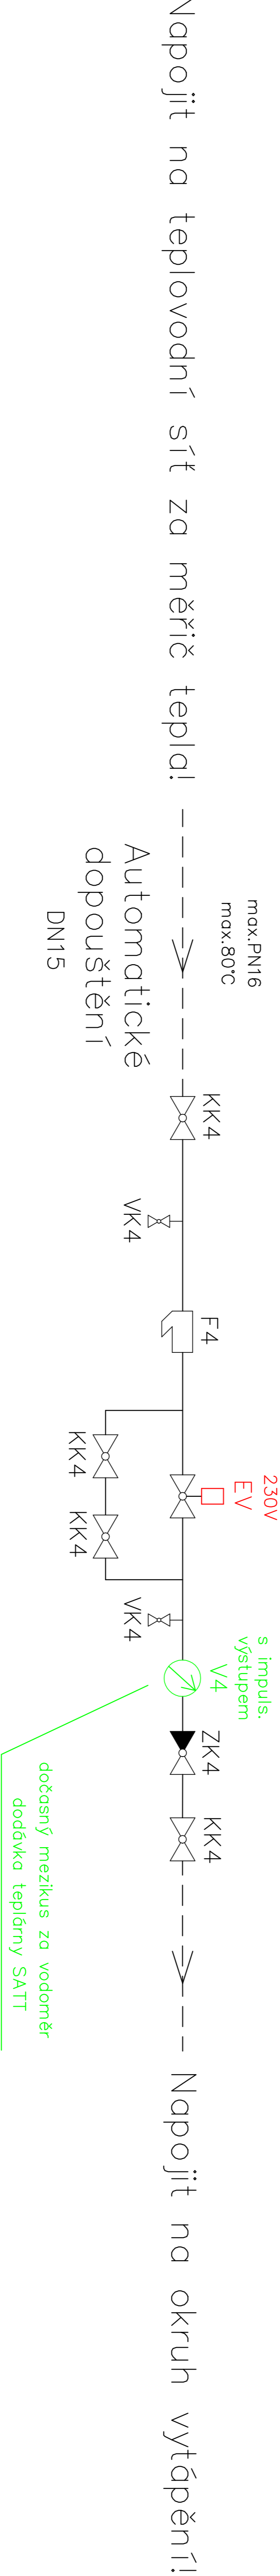 Napojit na teplovodní síť za měřič tepla!
max.PN16
max.80°C
Automatické
dopouštění
DN15
KK4
VK4
F4
KK4
KK4
230V
EV
VK4
s impuls.
výstupem
V4
ZK4
KK4
dočasný mezikus za vodoměr
dodávka teplárny SATT
Napojit na okruh vytápění!